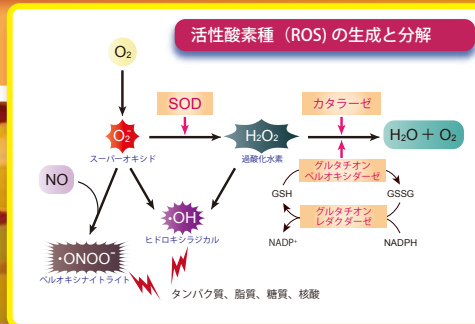 活性酸素種（ROS) の生成と分解
O₂
SOD
カタラーゼ
O₂⁻
スーパーオキシド
H₂O₂
過酸化水素
H₂O + O₂
NO
グルタチオン
ペルオキシダーゼ
GSH
GSSG
・OH
ヒドロキシラジカル
グルタチオン
レダクダーゼ
NADP⁺
NADPH
・ONOO⁻
ペルオキシナイトライト
タンパク質、脂質、糖質、核酸